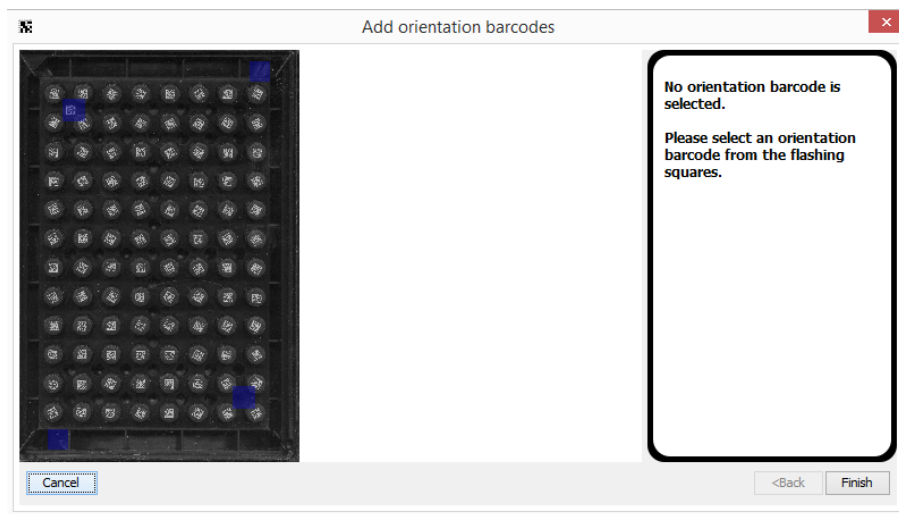 Add orientation barcodes
No orientation barcode is
selected.
Please select an orientation
barcode from the flashing
squares.
Cancel
<Back
Finish